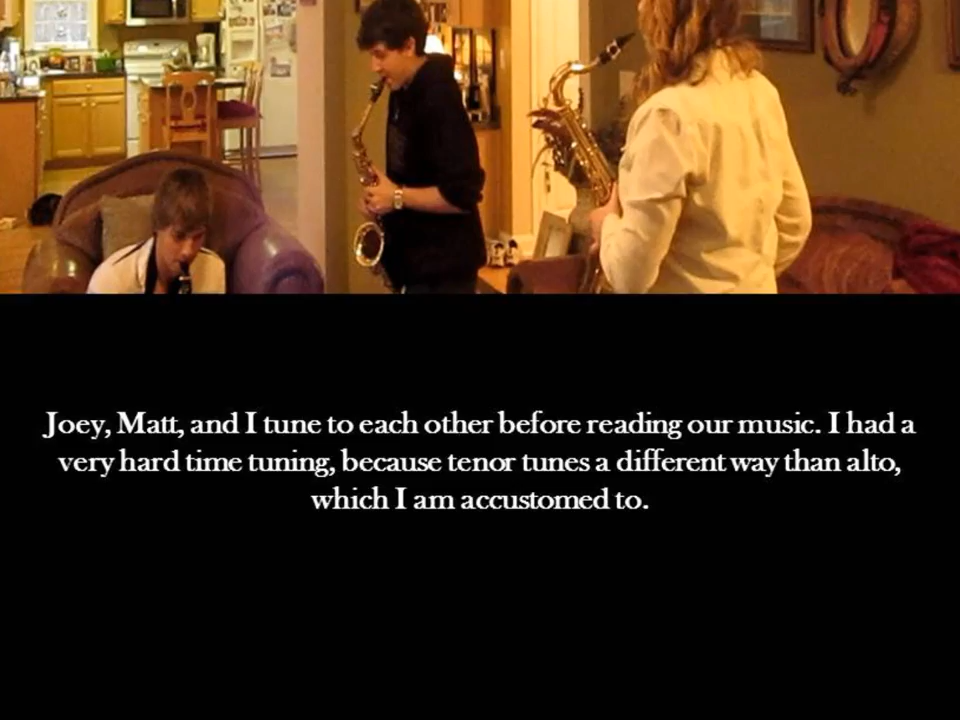 Joey, Matt, and I tune to each other before reading our music. I had a
very hard time tuning, because tenor tunes a different way than alto,
which I am accustomed to.